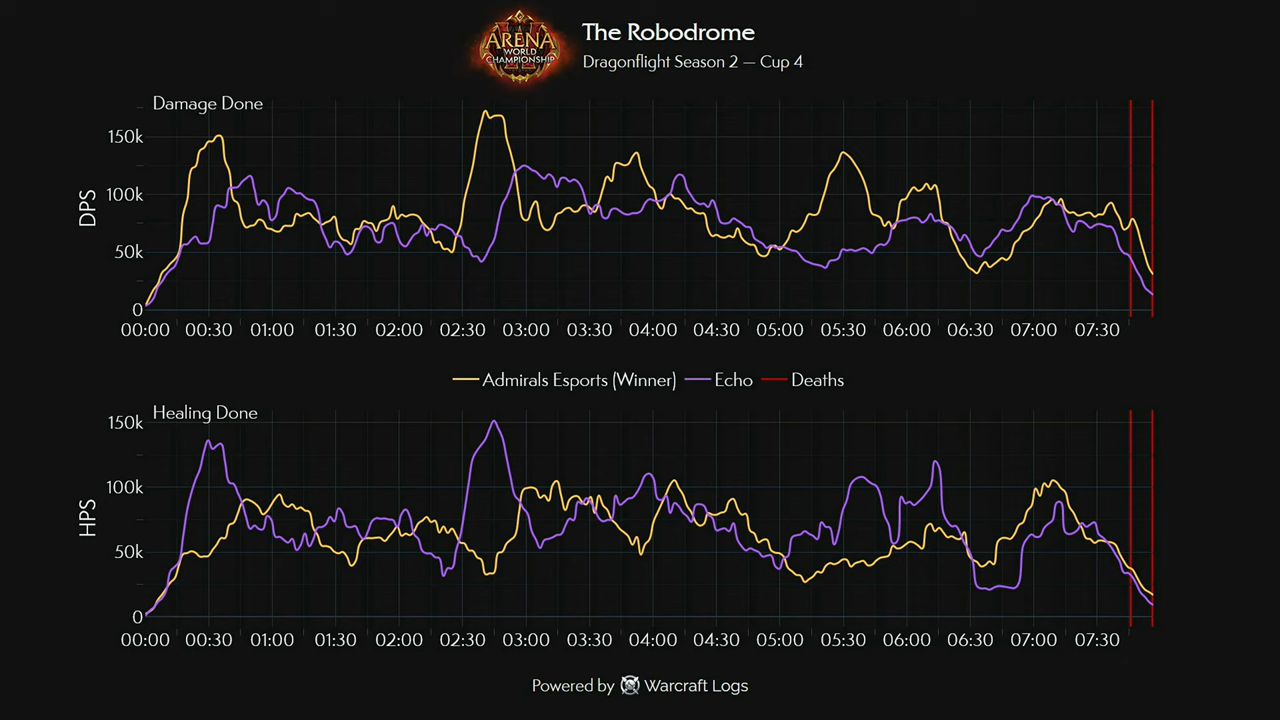 ARENA
WORLD
CHAMPIONSHIP
The Robodrome
Dragonflight Season 2 — Cup 4
Damage Done
DPS
150k
100k
50k
0
00:00 00:30 01:00 01:30 02:00 02:30 03:00 03:30 04:00 04:30 05:00 05:30 06:00 06:30 07:00 07:30
Admirals Esports (Winner) Echo Deaths
Healing Done
HPS
150k
100k
50k
0
00:00 00:30 01:00 01:30 02:00 02:30 03:00 03:30 04:00 04:30 05:00 05:30 06:00 06:30 07:00 07:30
Powered by Warcraft Logs